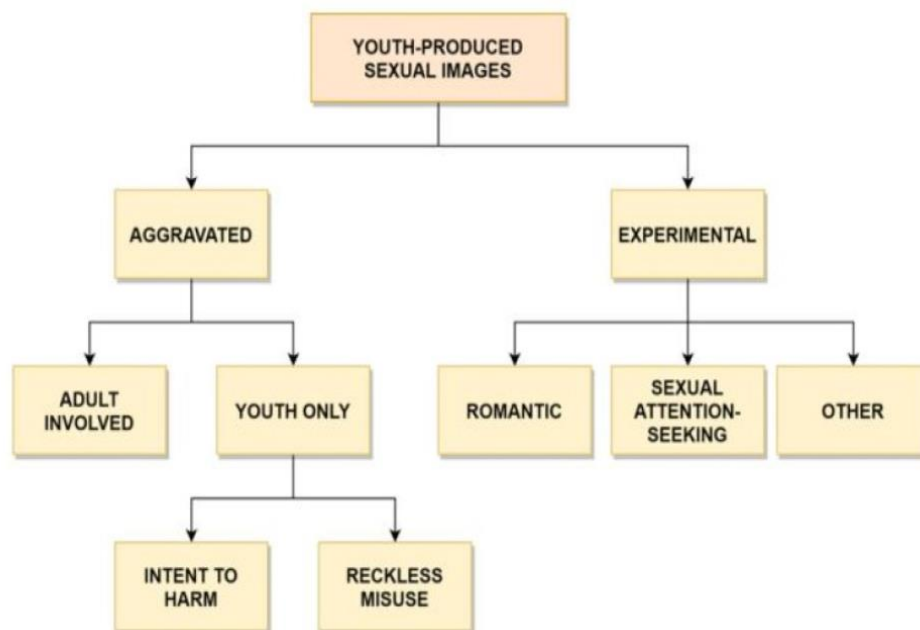 YOUTH-PRODUCED
SEXUAL IMAGES
AGGRAVATED
EXPERIMENTAL
ADULT
INVOLVED
YOUTH ONLY
ROMANTIC
SEXUAL
ATTENTION-
SEEKING
OTHER
INTENT TO
HARM
RECKLESS
MISUSE